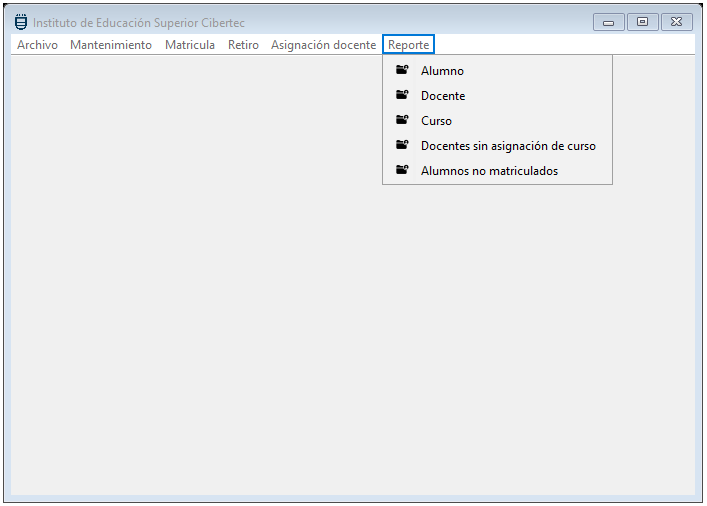 Instituto de Educación Superior Cibertec
Archivo Mantenimiento Matricula Retiro Asignación docente Reporte
Alumno
Docente
Curso
Docentes sin asignación de curso
Alumnos no matriculados